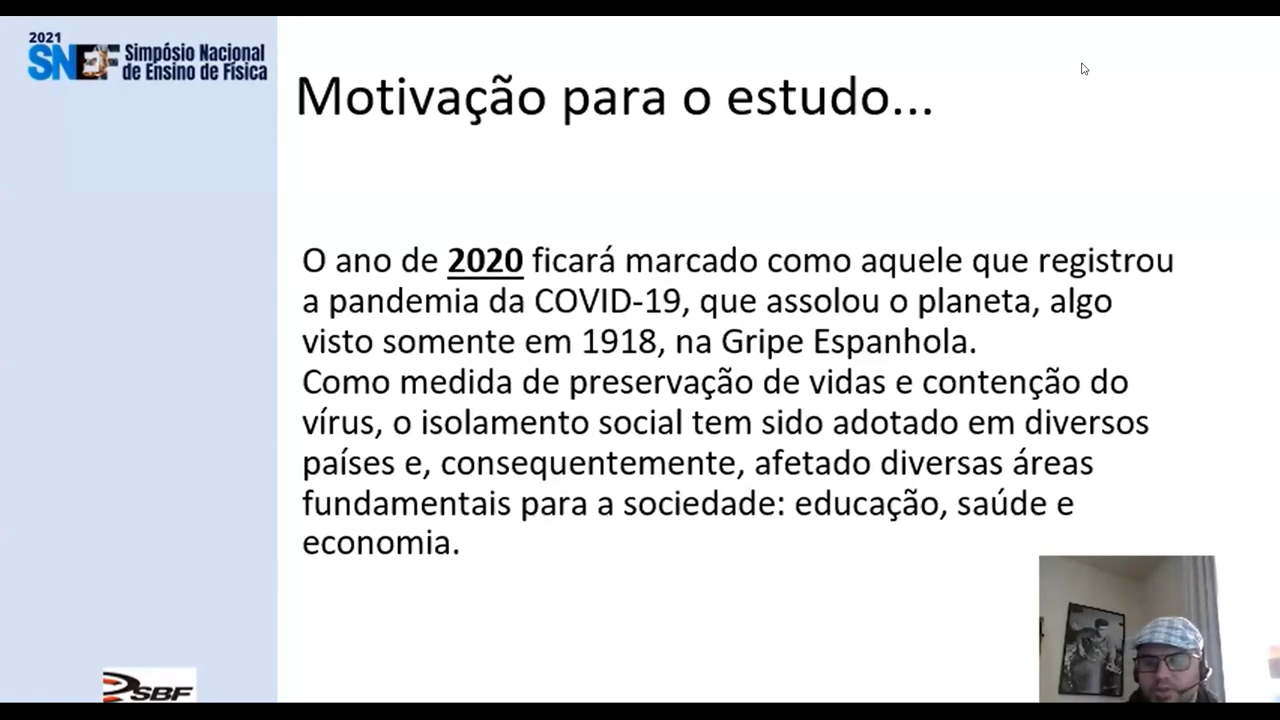 2021
SNEF Simpósio Nacional
de Ensino de Física
Motivação para o estudo...
O ano de 2020 ficará marcado como aquele que registrou
a pandemia da COVID-19, que assolou o planeta, algo
visto somente em 1918, na Gripe Espanhola.
Como medida de preservação de vidas e contenção do
vírus, o isolamento social tem sido adotado em diversos
países e, consequentemente, afetado diversas áreas
fundamentais para a sociedade: educação, saúde e
economia.
SBF